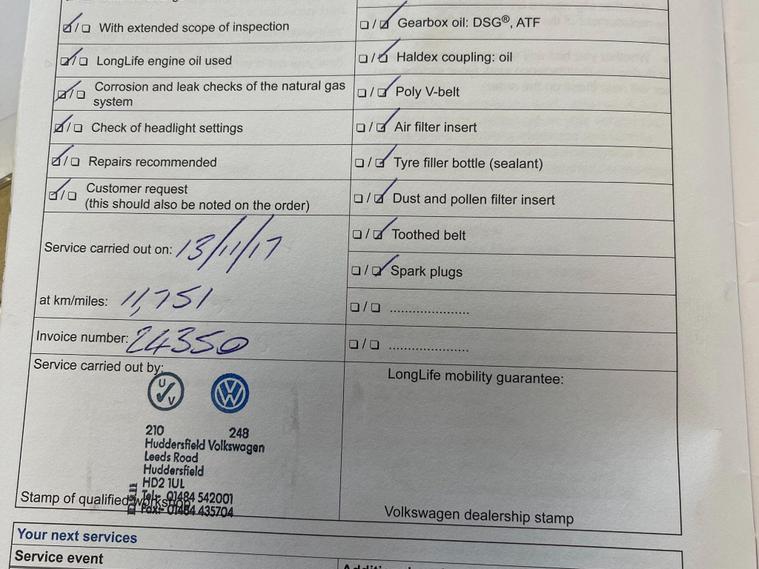 With extended scope of inspection
LongLife engine oil used
Corrosion and leak checks of the natural gas
system
Check of headlight settings
Repairs recommended
Customer request
(this should also be noted on the order)
Service carried out on: 13/11/17
at km/miles: 11,751
Invoice number: 24350
Service carried out by:
U V
210 248
Huddersfield Volkswagen
Leeds Road
Huddersfield
HD2 1UL
Tel:- 01484 542001
Fax:- 01484 435704
Stamp of qualified workshop
Gearbox oil: DSG®, ATF
Haldex coupling: oil
Poly V-belt
Air filter insert
Tyre filler bottle (sealant)
Dust and pollen filter insert
Toothed belt
Spark plugs
LongLife mobility guarantee:
Volkswagen dealership stamp
Your next services
Service event